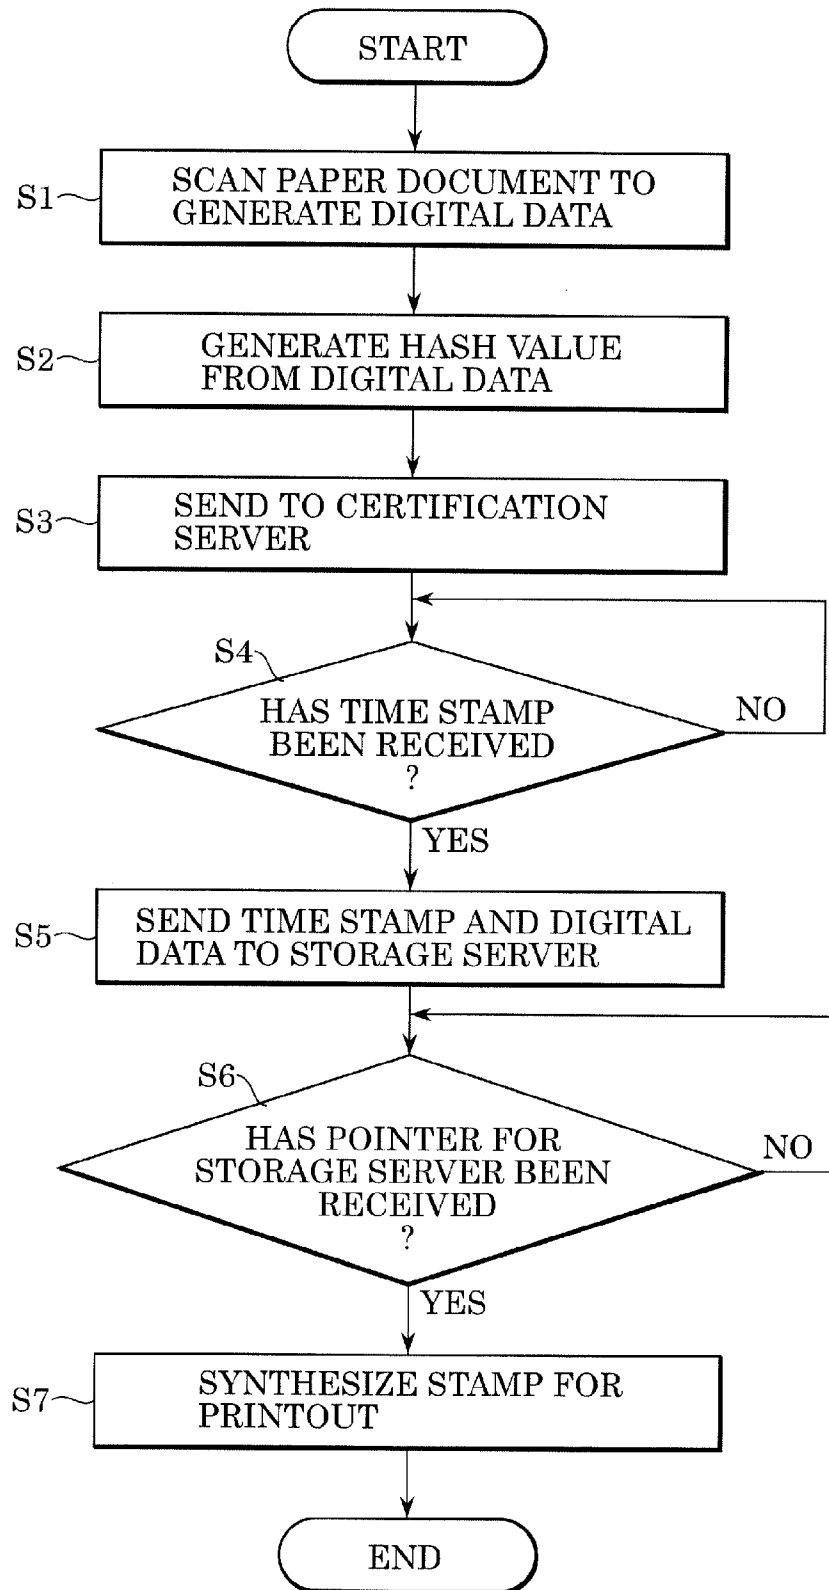 START
S1
SCAN PAPER DOCUMENT TO
GENERATE DIGITAL DATA
S2
GENERATE HASH VALUE
FROM DIGITAL DATA
S3
SEND TO CERTIFICATION
SERVER
S4
HAS TIME STAMP
BEEN RECEIVED
?
NO
YES
S5
SEND TIME STAMP AND DIGITAL
DATA TO STORAGE SERVER
S6
HAS POINTER FOR
STORAGE SERVER BEEN
RECEIVED
?
NO
YES
S7
SYNTHESIZE STAMP FOR
PRINTOUT
END